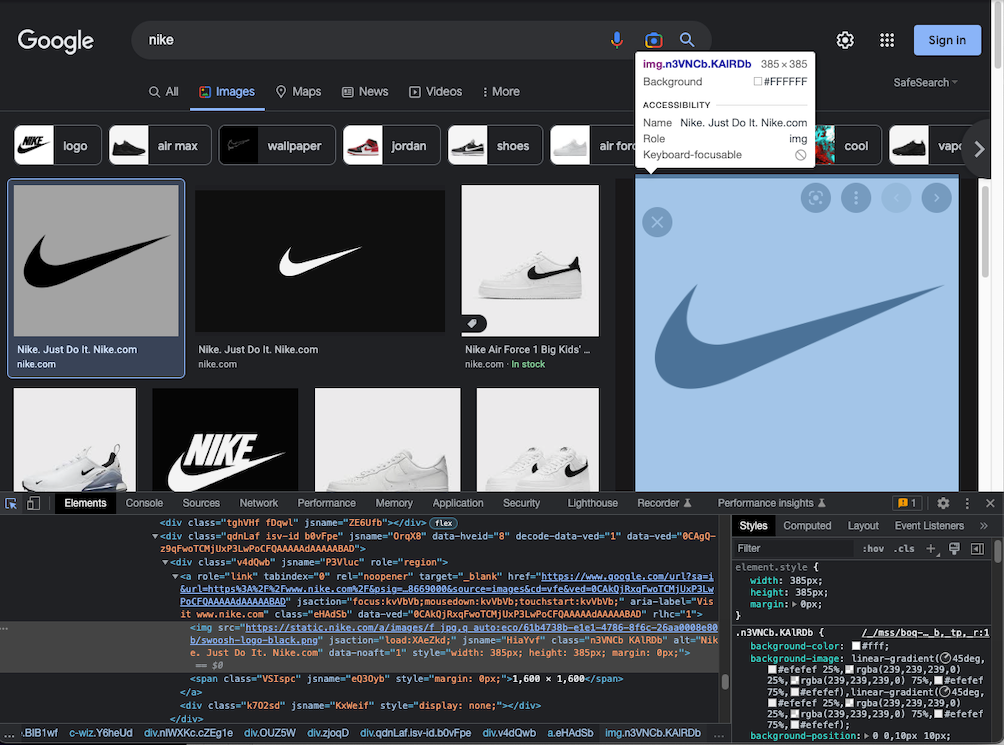 Google
nike
Sign in
All
Images
Maps
News
Videos
More
SafeSearch
img.n3VNCb.KAlRDb 385 × 385
Background #FFFFFF
ACCESSIBILITY
Name Nike. Just Do It. Nike.com
Role img
Keyboard-focusable
logo
air max
wallpaper
jordan
shoes
air forc
cool
vapo
Nike. Just Do It. Nike.com
nike.com
Nike. Just Do It. Nike.com
nike.com
Nike Air Force 1 Big Kids' ...
nike.com · In stock
NIKE
Elements Console Sources Network Performance Memory Application Security Lighthouse Recorder Performance insights 1
<div class="tghVHf fDqwl" jsname="ZE6Ufb"></div> flex
<div class="qdnLaf isv-id b0vFpe" jsname="OrqX8" data-hveid="8" decode-data-ved="1" data-ved="0CAgQ-
z9qFwoTCMjUxP3LwPoCFQAAAAAdAAAAABAD">
<div class="v4dQwb" jsname="P3Vluc" role="region">
<a role="link" tabindex="0" rel="noopener" target="_blank" href="https://www.google.com/url?sa=i
&url=https%3A%2F%2Fwww.nike.com%2F&psig=…8669000&source=images&cd=vfe&ved=0CAkQjRxqFwoTCMjUxP3Lw
PoCFQAAAAAdAAAAABAD" jsaction="focus:kvVbVb;mousedown:kvVbVb;touchstart:kvVbVb;" aria-label="Vis
it www.nike.com" class="eHAdSb" data-ved="0CAkQjRxqFwoTCMjUxP3LwPoCFQAAAAAdAAAAABAD" rlhc="1">
<img src="https://static.nike.com/a/images/f_jpg,q_auto:eco/61b4738b-e1e1-4786-8f6c-26aa0008e80
b/swoosh-logo-black.png" jsaction="load:XAeZkd;" jsname="HiaYvf" class="n3VNCb KAlRDb" alt="Nik
e. Just Do It. Nike.com" data-noaft="1" style="width: 385px; height: 385px; margin: 0px;">
== $0
<span class="VSIspc" jsname="eQ3Oyb" style="margin: 0px;">1,600 × 1,600</span>
</a>
<div class="k7O2sd" jsname="KxWeif" style="display: none;"></div>
</div>
... .BIB1wf c-wiz.Y6heUd div.nIWXKc.cZEg1e div.OUZ5W div.zjoqD div.qdnLaf.isv-id.b0vFpe div.v4dQwb a.eHAdSb img.n3VNCb.KAlRDb ...
Styles Computed Layout Event Listeners
Filter :hov .cls
element.style {
width: 385px;
height: 385px;
margin: 0px;
}
.n3VNCb.KAlRDb { /_/mss/boq-…_b,_tp,_r:1
background-color: #fff;
background-image: linear-gradient(45deg,
#efefef 25%, rgba(239,239,239,0)
25%, rgba(239,239,239,0) 75%, #efefef
75%, #efefef),linear-gradient(45deg,
#efefef 25%, rgba(239,239,239,0)
25%, rgba(239,239,239,0) 75%, #efefef
75%, #efefef);
background-position: 0 0,10px 10px;